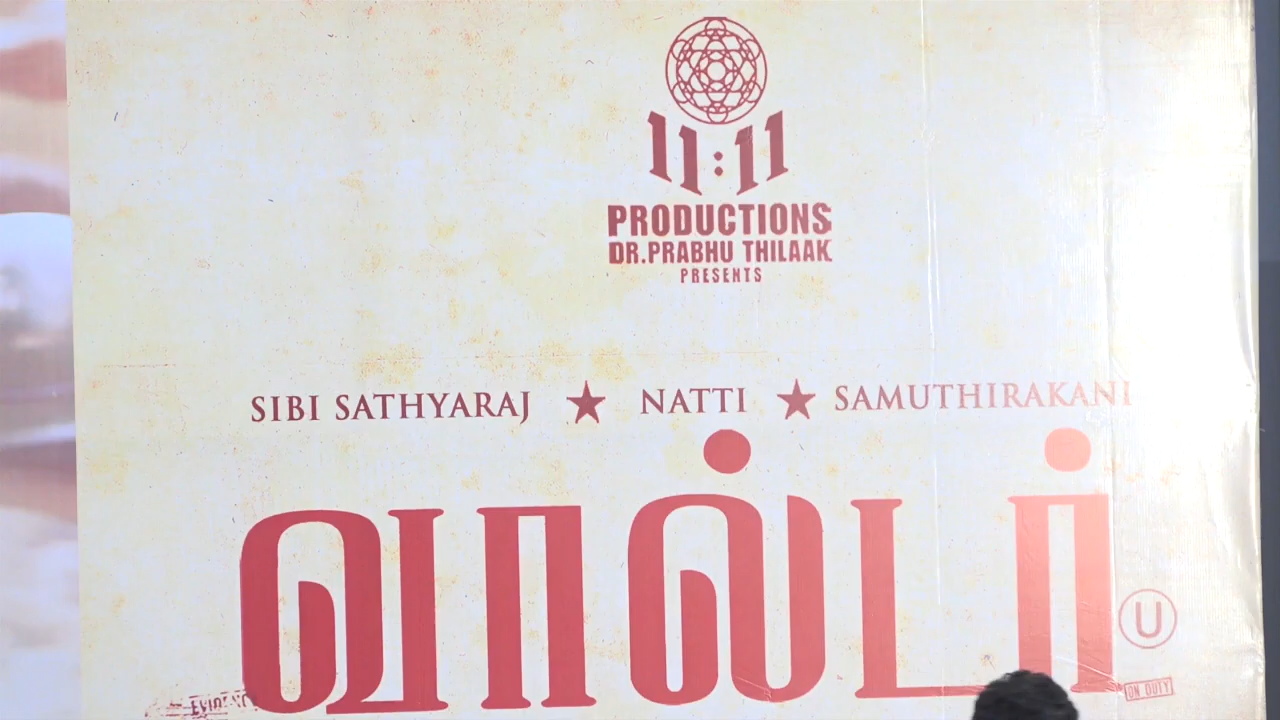 11:11
PRODUCTIONS
DR.PRABHU THILAAK
PRESENTS
SIBI SATHYARAJ ★ NATTI ★ SAMUTHIRAKANI
வால்டர்
U
ON DUTY